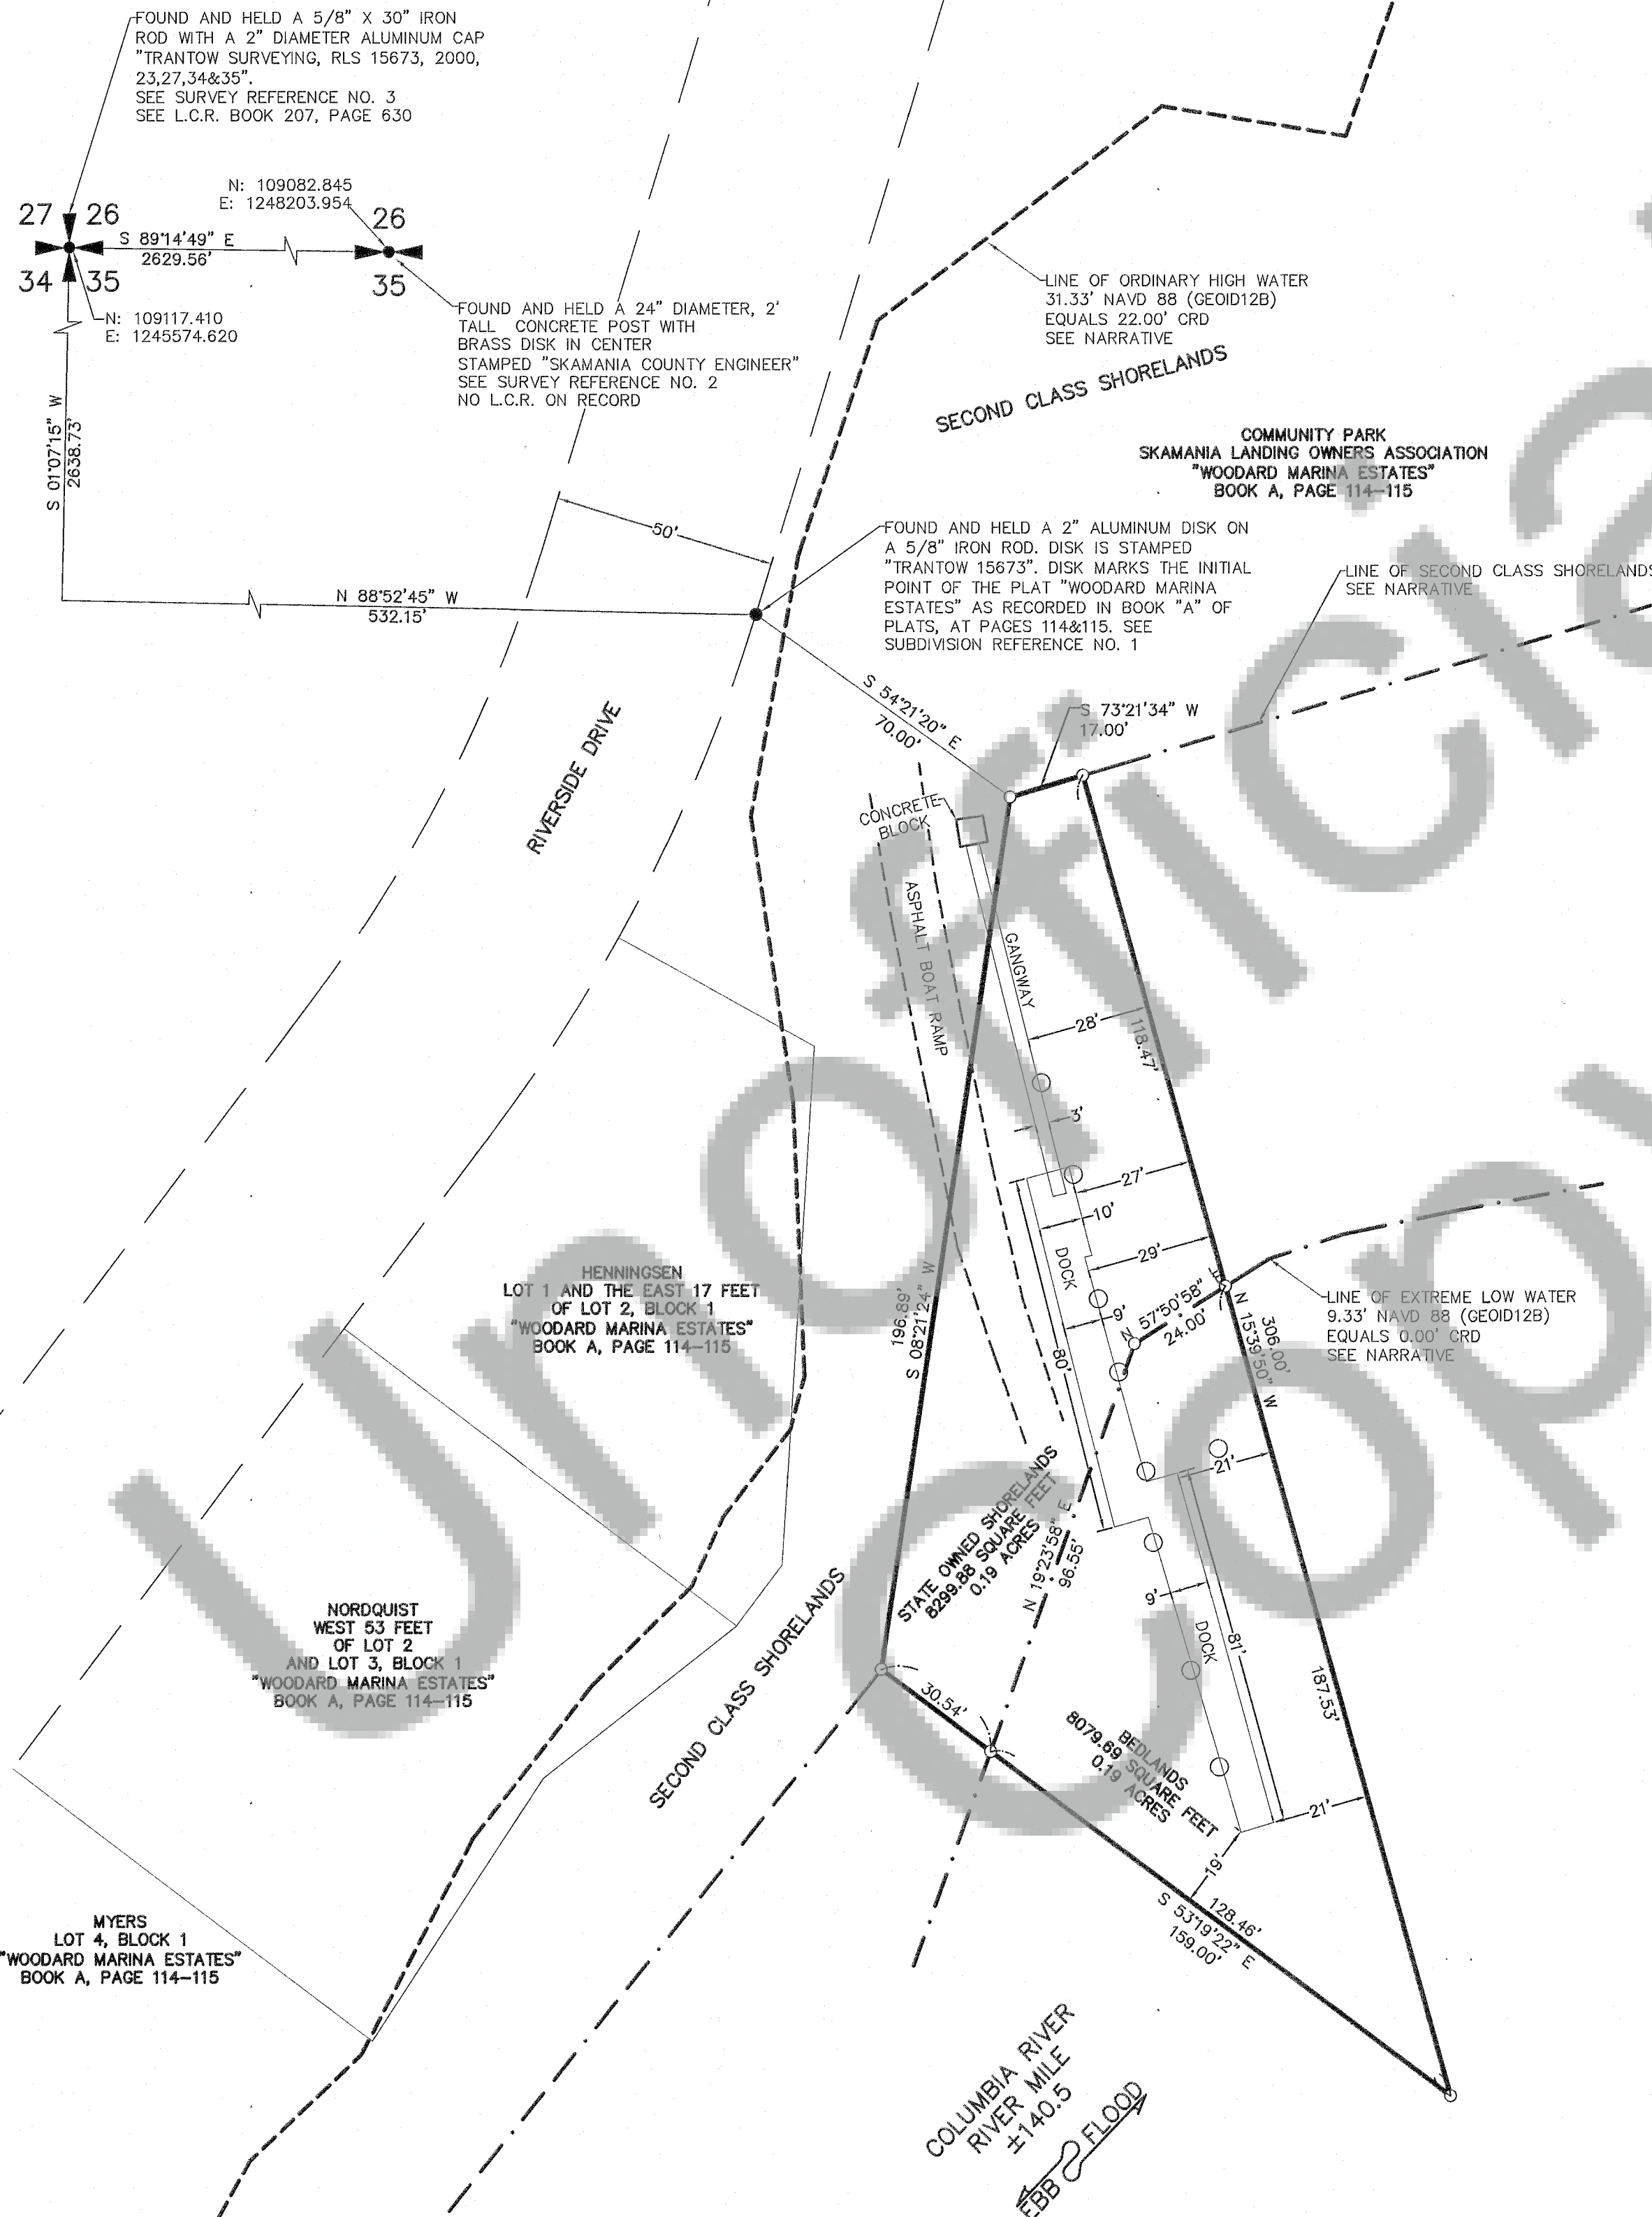 FOUND AND HELD A 5/8" X 30" IRON
ROD WITH A 2" DIAMETER ALUMINUM CAP
"TRANTOW SURVEYING, RLS 15673, 2000,
23,27,34&35".
SEE SURVEY REFERENCE NO. 3
SEE L.C.R. BOOK 207, PAGE 630
N: 109082.845
E: 1248203.954
27 26
34 35
S 89°14'49" E
2629.56'
26
35
N: 109117.410
E: 1245574.620
FOUND AND HELD A 24" DIAMETER, 2'
TALL CONCRETE POST WITH
BRASS DISK IN CENTER
STAMPED "SKAMANIA COUNTY ENGINEER"
SEE SURVEY REFERENCE NO. 2
NO L.C.R. ON RECORD
LINE OF ORDINARY HIGH WATER
31.33' NAVD 88 (GEOID12B)
EQUALS 22.00' CRD
SEE NARRATIVE
SECOND CLASS SHORELANDS
COMMUNITY PARK
SKAMANIA LANDING OWNERS ASSOCIATION
"WOODARD MARINA ESTATES"
BOOK A, PAGE 114-115
S 01°07'15" W
2638.73'
50'
FOUND AND HELD A 2" ALUMINUM DISK ON
A 5/8" IRON ROD. DISK IS STAMPED
"TRANTOW 15673". DISK MARKS THE INITIAL
POINT OF THE PLAT "WOODARD MARINA
ESTATES" AS RECORDED IN BOOK "A" OF
PLATS, AT PAGES 114&115. SEE
SUBDIVISION REFERENCE NO. 1
LINE OF SECOND CLASS SHORELANDS
SEE NARRATIVE
N 88°52'45" W
532.15'
S 54°21'20" E
70.00'
S 73°21'34" W
17.00'
RIVERSIDE DRIVE
CONCRETE
BLOCK
ASPHALT BOAT RAMP
GANGWAY
28'
118.47'
3'
27'
10'
DOCK
29'
9'
80'
N 57°50'58"
24.00'
196.89'
S 08°21'24" W
306.00'
N 15°39'50" W
LINE OF EXTREME LOW WATER
9.33' NAVD 88 (GEOID12B)
EQUALS 0.00' CRD
SEE NARRATIVE
HENNINGSEN
LOT 1 AND THE EAST 17 FEET
OF LOT 2, BLOCK 1
"WOODARD MARINA ESTATES"
BOOK A, PAGE 114-115
21'
STATE OWNED SHORELANDS
8299.88 SQUARE FEET
0.19 ACRES
N 19°23'58" E
96.55'
9'
DOCK
81'
187.53'
NORDQUIST
WEST 53 FEET
OF LOT 2
AND LOT 3, BLOCK 1
"WOODARD MARINA ESTATES"
BOOK A, PAGE 114-115
SECOND CLASS SHORELANDS
30.54'
BEDLANDS
8079.69 SQUARE FEET
0.19 ACRES
21'
19'
128.46'
S 53°19'22" E
159.00'
MYERS
LOT 4, BLOCK 1
"WOODARD MARINA ESTATES"
BOOK A, PAGE 114-115
COLUMBIA RIVER
RIVER MILE
±140.5
EBB FLOOD
Unofficial
Copy